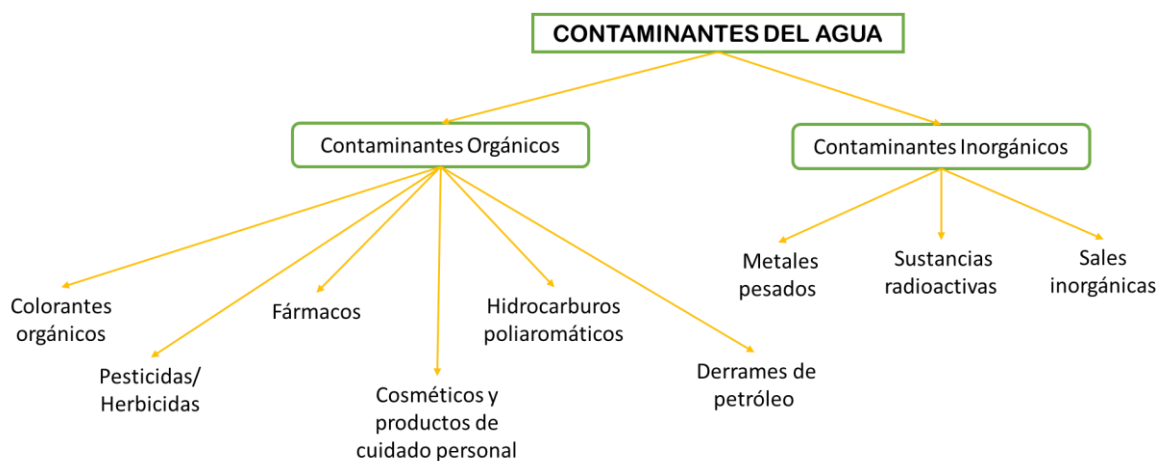 CONTAMINANTES DEL AGUA
Contaminantes Orgánicos
Contaminantes Inorgánicos
Colorantes
orgánicos
Pesticidas/
Herbicidas
Fármacos
Cosméticos y
productos de
cuidado personal
Hidrocarburos
poliaromáticos
Derrames de
petróleo
Metales
pesados
Sustancias
radioactivas
Sales
inorgánicas